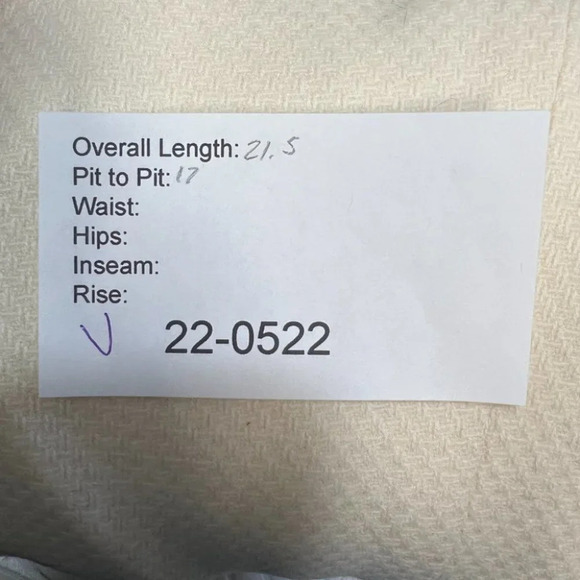 Overall Length: 21.5
Pit to Pit: 17
Waist:
Hips:
Inseam:
Rise:
V 22-0522